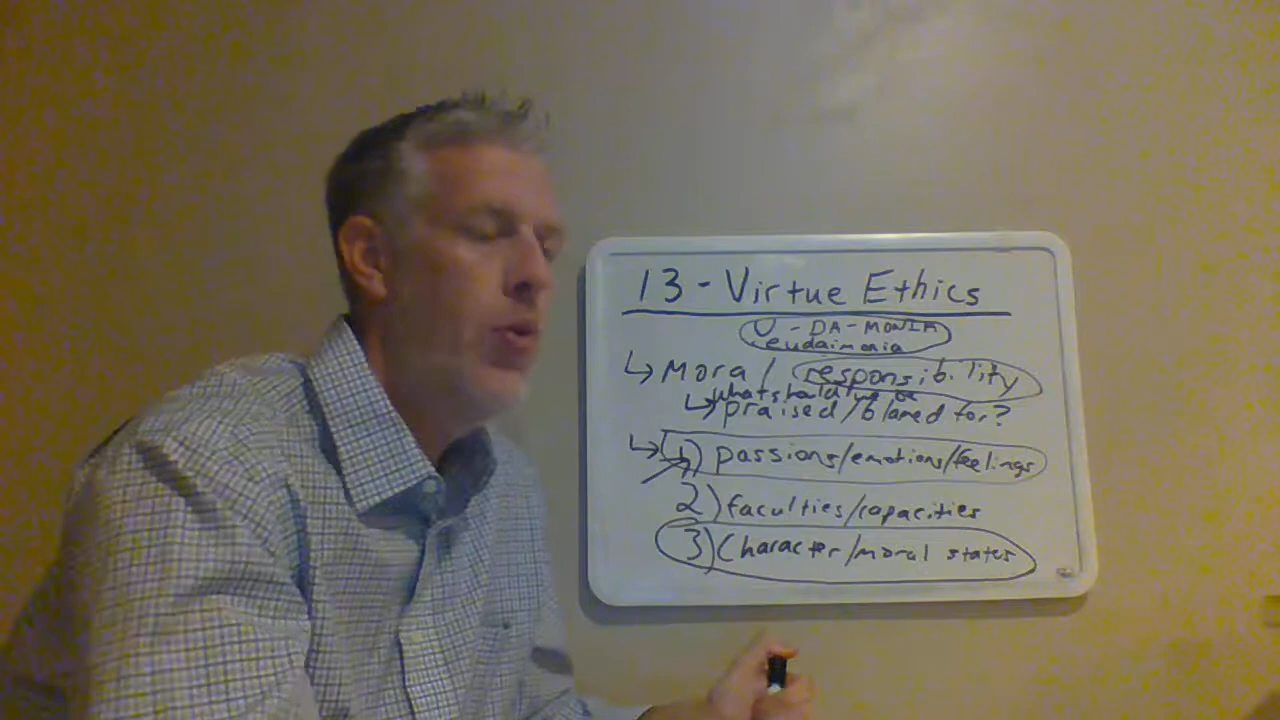 13 - Virtue Ethics
U - DA - MONIA
eudaimonia
↳ Moral responsibility
what should we be
↳ praised/blamed for?
↳ 1) passions/emotions/feelings
2) faculties/capacities
3) Character/moral states